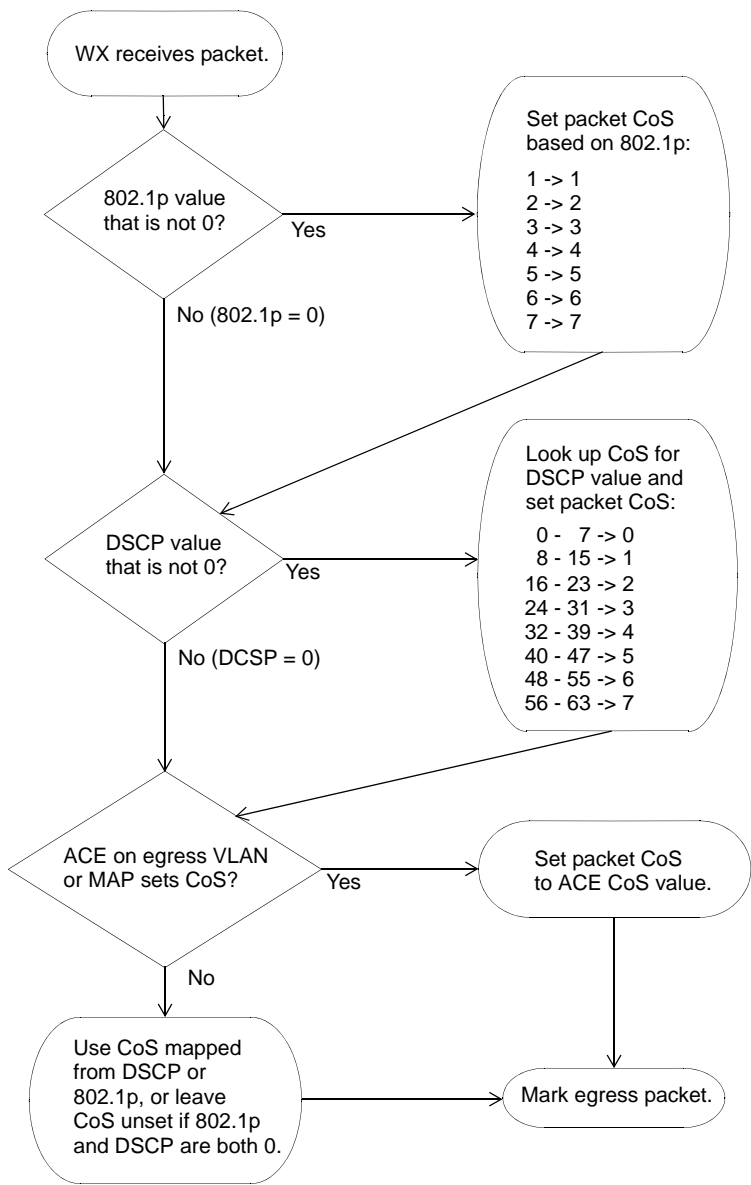 WX receives packet.
802.1p value
that is not 0?
Yes
Set packet CoS
based on 802.1p:
1 -> 1
2 -> 2
3 -> 3
4 -> 4
5 -> 5
6 -> 6
7 -> 7
No (802.1p = 0)
DSCP value
that is not 0?
Yes
Look up CoS for
DSCP value and
set packet CoS:
0 - 7 -> 0
8 - 15 -> 1
16 - 23 -> 2
24 - 31 -> 3
32 - 39 -> 4
40 - 47 -> 5
48 - 55 -> 6
56 - 63 -> 7
No (DCSP = 0)
ACE on egress VLAN
or MAP sets CoS?
Yes
Set packet CoS
to ACE CoS value.
No
Use CoS mapped
from DSCP or
802.1p, or leave
CoS unset if 802.1p
and DSCP are both 0.
Mark egress packet.